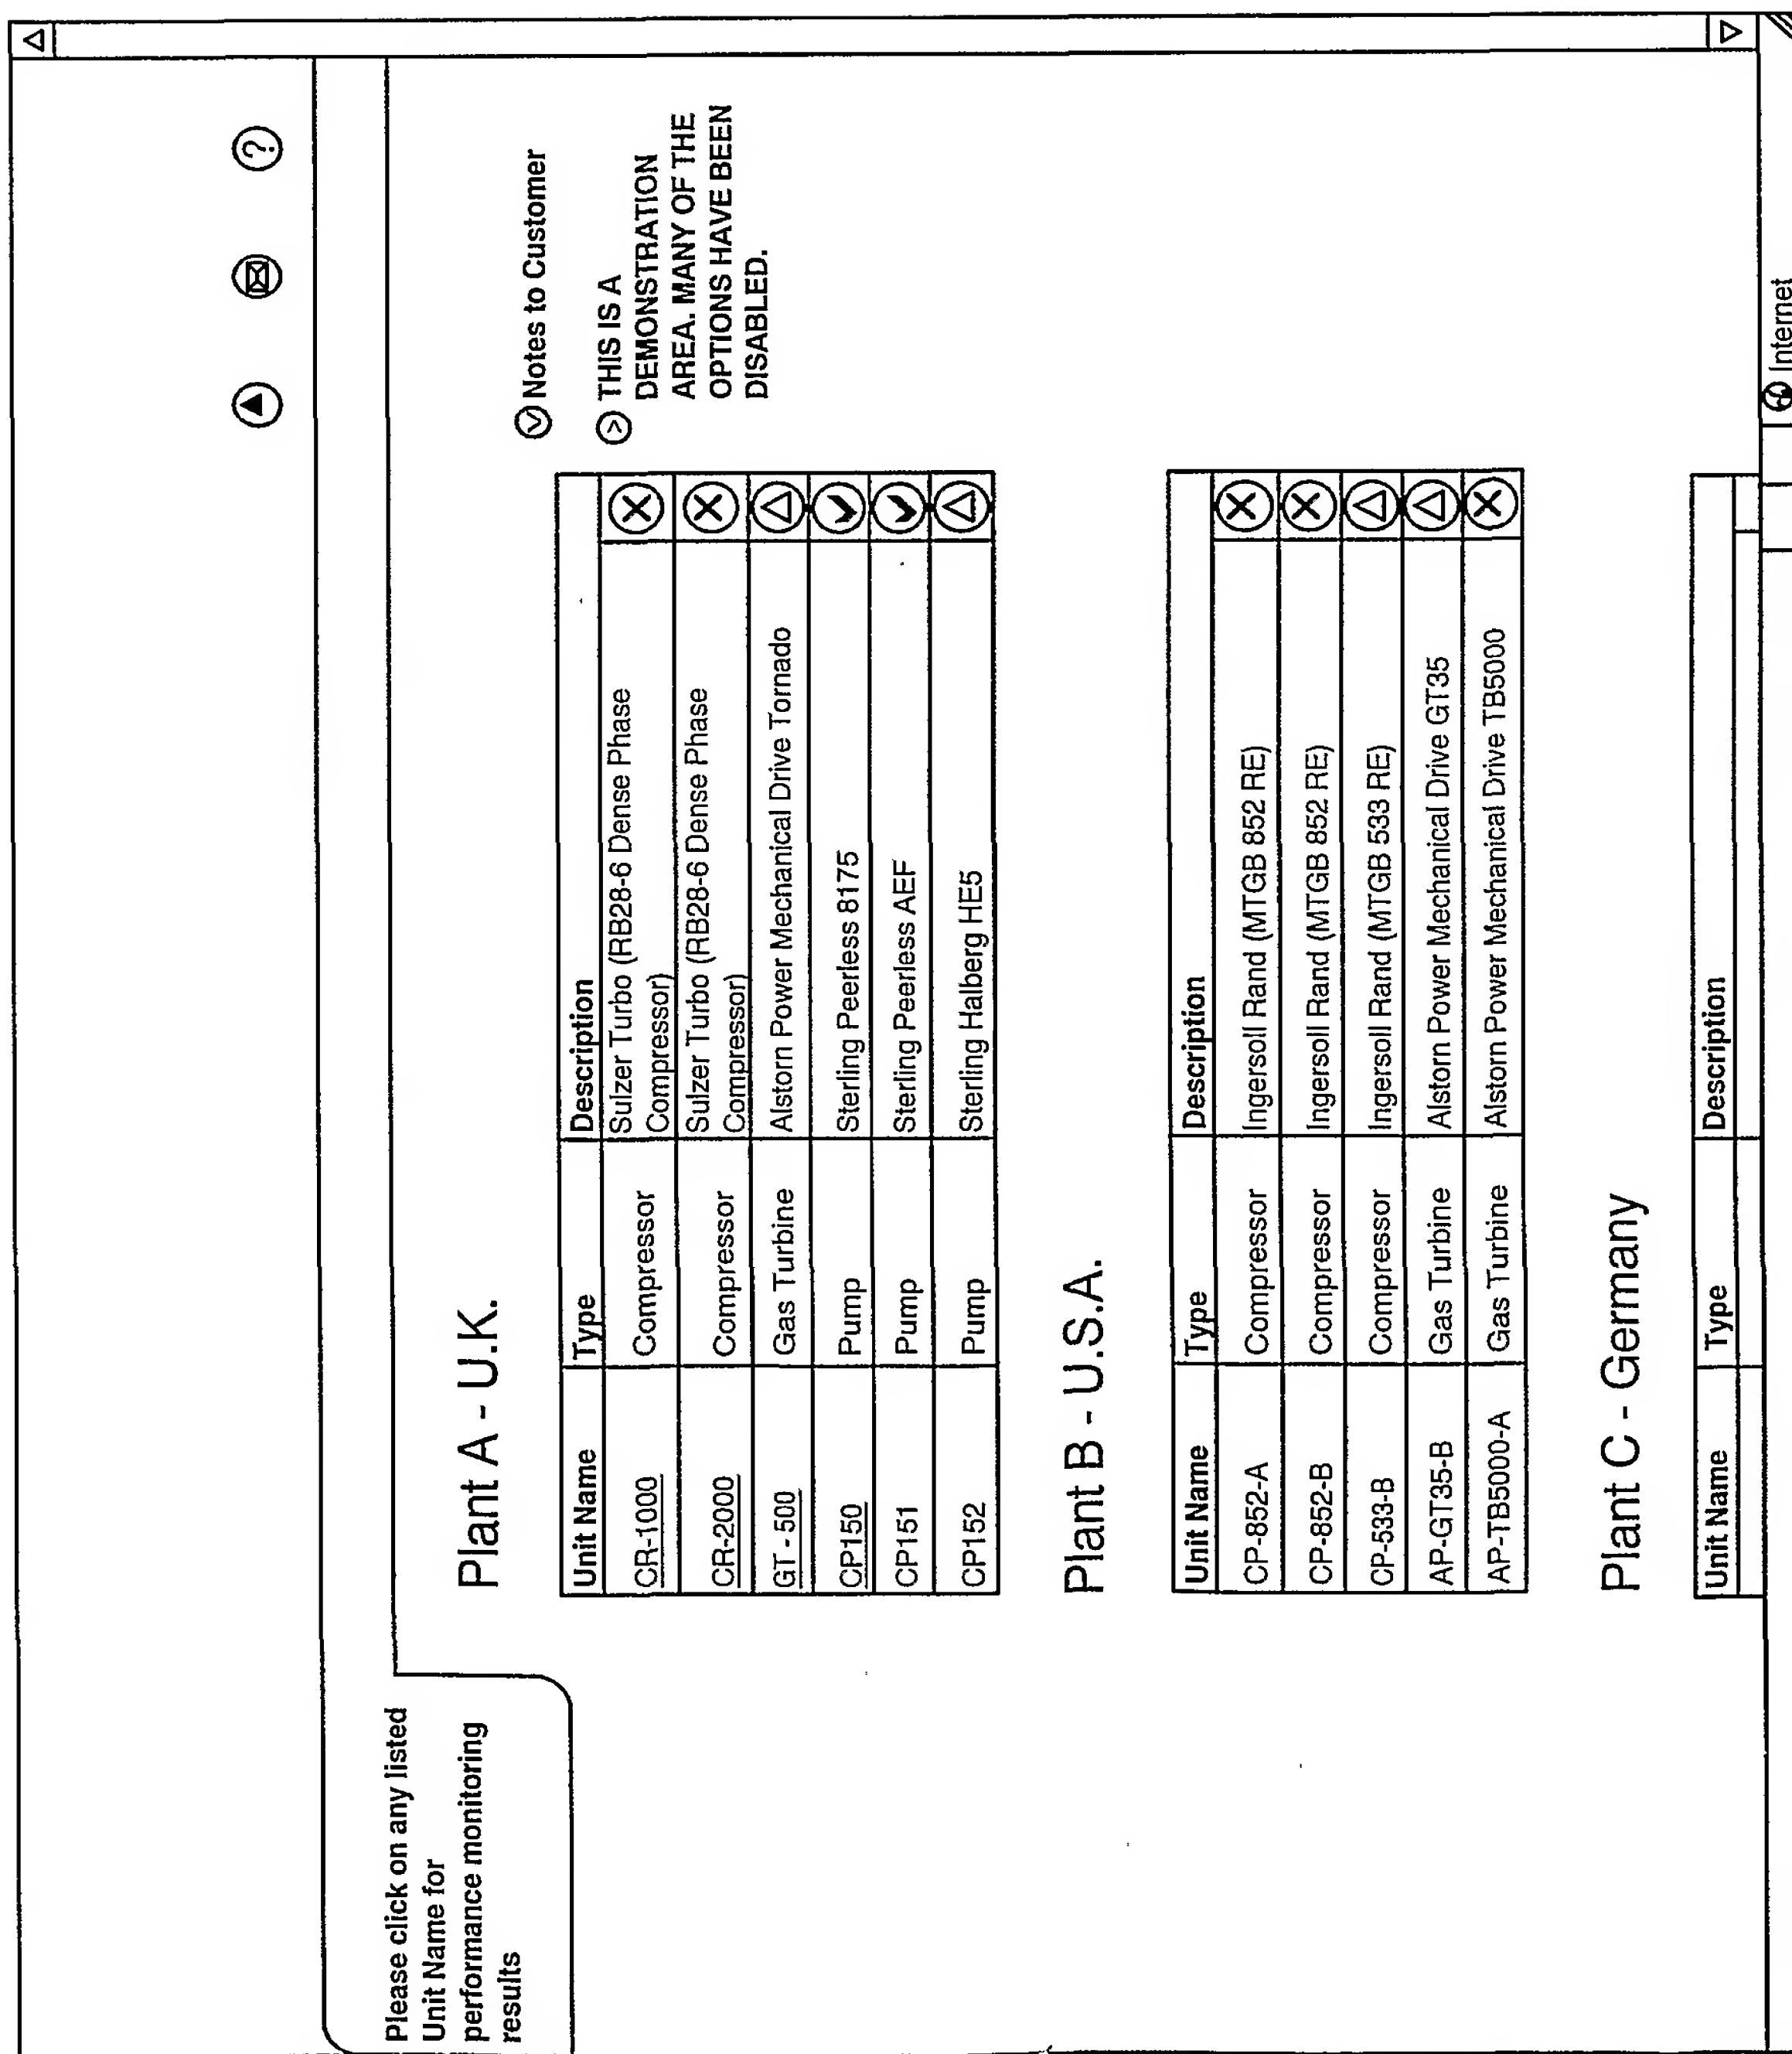 Please click on any listed
Unit Name for
performance monitoring
results
Plant A - U.K.
Unit Name Type Description
CR-1000 Compressor Sulzer Turbo (RB28-6 Dense Phase
Compressor)
CR-2000 Compressor Sulzer Turbo (RB28-6 Dense Phase
Compressor)
GT - 500 Gas Turbine Alstorn Power Mechanical Drive Tornado
CP150 Pump Sterling Peerless 8175
CP151 Pump Sterling Peerless AEF
CP152 Pump Sterling Halberg HE5
Notes to Customer
THIS IS A
DEMONSTRATION
AREA. MANY OF THE
OPTIONS HAVE BEEN
DISABLED.
Plant B - U.S.A.
Unit Name Type Description
CP-852-A Compressor Ingersoll Rand (MTGB 852 RE)
CP-852-B Compressor Ingersoll Rand (MTGB 852 RE)
CP-533-B Compressor Ingersoll Rand (MTGB 533 RE)
AP-GT35-B Gas Turbine Alstorn Power Mechanical Drive GT35
AP-TB5000-A Gas Turbine Alstorn Power Mechanical Drive TB5000
Plant C - Germany
Unit Name Type Description
Internet